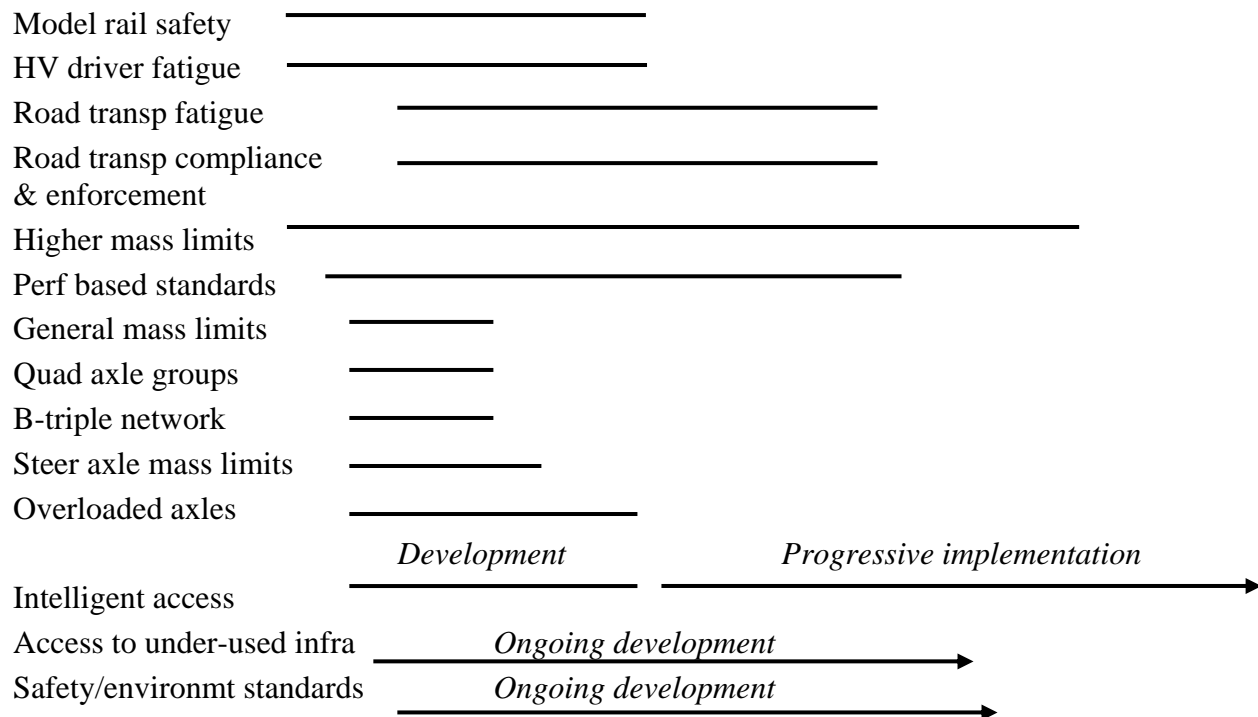 Model rail safety
HV driver fatigue
Road transp fatigue
Road transp compliance
& enforcement
Higher mass limits
Perf based standards
General mass limits
Quad axle groups
B-triple network
Steer axle mass limits
Overloaded axles
Development Progressive implementation
Intelligent access
Access to under-used infra Ongoing development
Safety/environmt standards Ongoing development